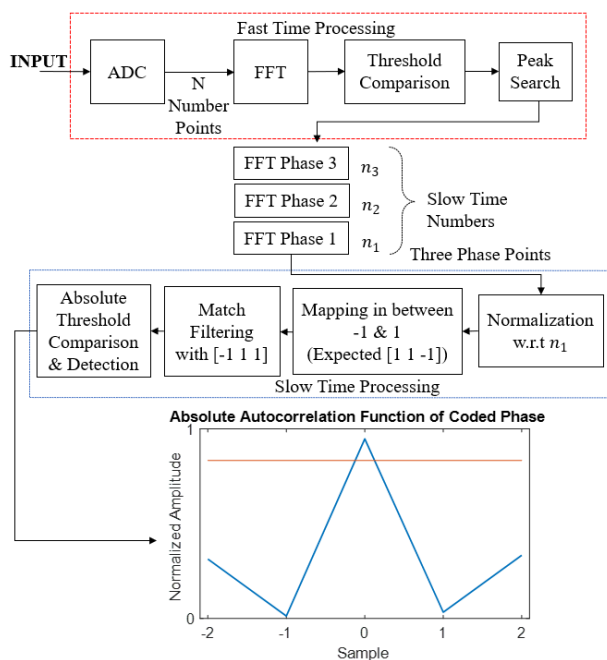 Fast Time Processing
INPUT
ADC
N
Number
Points
FFT
Threshold
Comparison
Peak
Search
FFT Phase 3
n₃
FFT Phase 2
n₂
FFT Phase 1
n₁
Slow Time
Numbers
Three Phase Points
Absolute
Threshold
Comparison
& Detection
Match
Filtering
with [-1 1 1]
Mapping in between
-1 & 1
(Expected [1 1 -1])
Normalization
w.r.t n₁
Slow Time Processing
Absolute Autocorrelation Function of Coded Phase
1
Normalized Amplitude
0
-2 -1 0 1 2
Sample